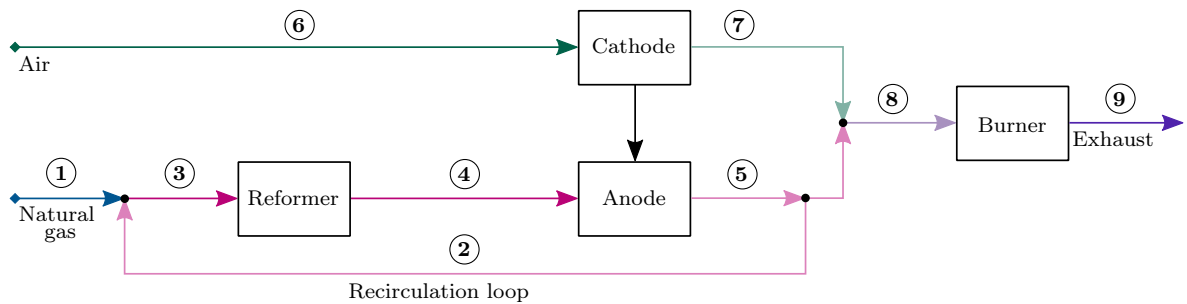 6
7
Air
Cathode
8
9
Burner
Exhaust
1
3
4
5
Natural
gas
Reformer
Anode
2
Recirculation loop